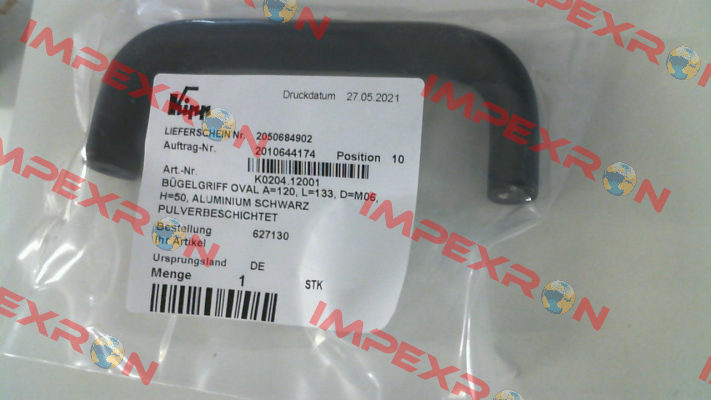 KIPP
Druckdatum 27.05.2021
LIEFERSCHEIN Nr. 2050684902
Auftrag-Nr. 2010644174 Position 10
Art.-Nr. K0204.12001
BÜGELGRIFF OVAL A=120, L=133, D=M06,
H=50, ALUMINIUM SCHWARZ
PULVERBESCHICHTET
Bestellung 627130
Ihr Artikel
Ursprungsland DE
Menge 1 STK
IMPEXRON
IMPEXRON
IMPEXRON
IMPEXRON
IMPEXRON
IMPEXRON